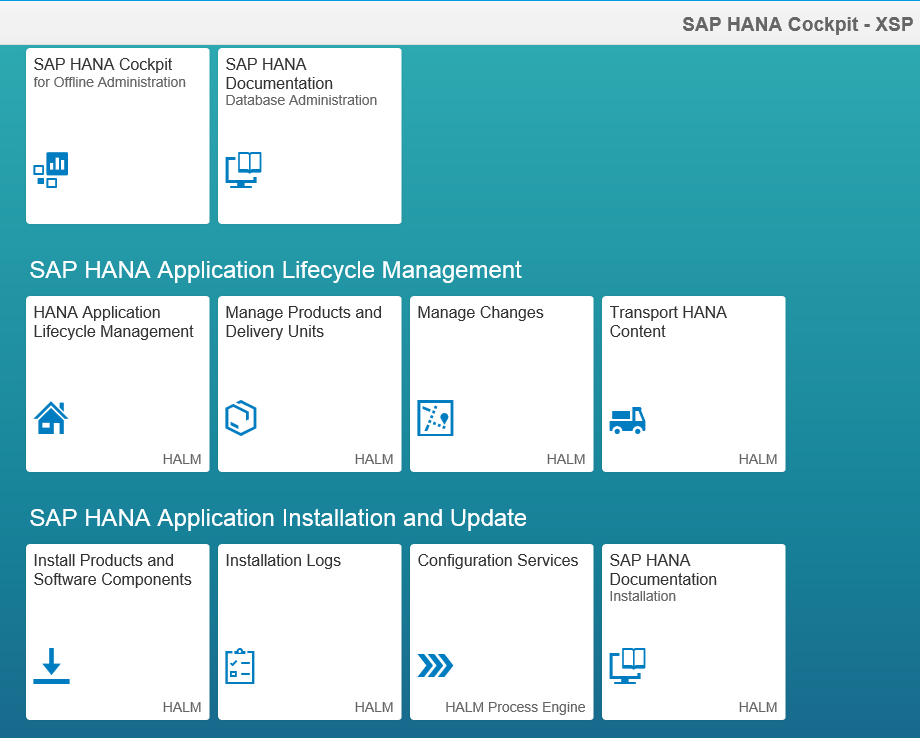 SAP HANA Cockpit - XSP
SAP HANA Cockpit
for Offline Administration
SAP HANA
Documentation
Database Administration
SAP HANA Application Lifecycle Management
HANA Application
Lifecycle Management
HALM
Manage Products and
Delivery Units
HALM
Manage Changes
HALM
Transport HANA
Content
HALM
SAP HANA Application Installation and Update
Install Products and
Software Components
HALM
Installation Logs
HALM
Configuration Services
HALM Process Engine
SAP HANA
Documentation
Installation
HALM